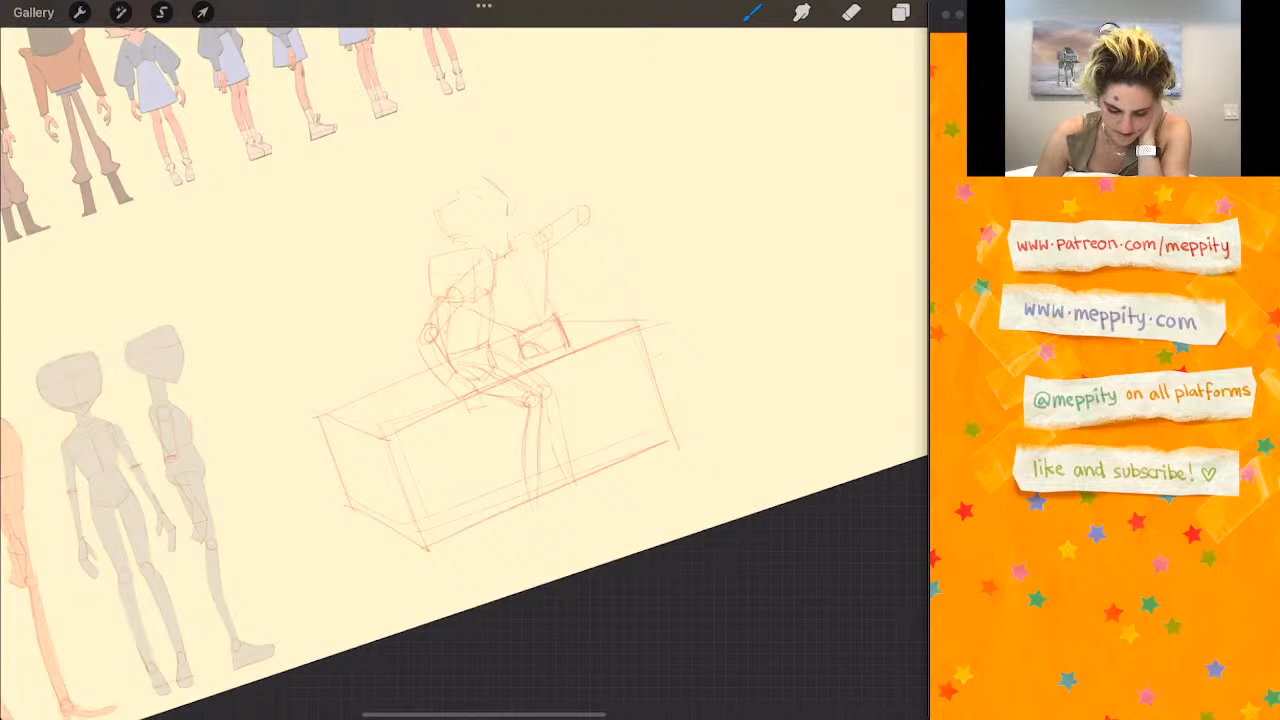 Gallery
www.patreon.com/meppity
www.meppity.com
@meppity on all platforms
like and subscribe! ♡